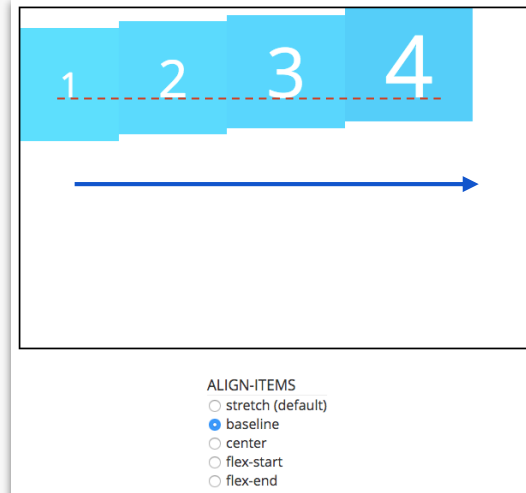 1 2 3 4
ALIGN-ITEMS
stretch (default)
baseline
center
flex-start
flex-end